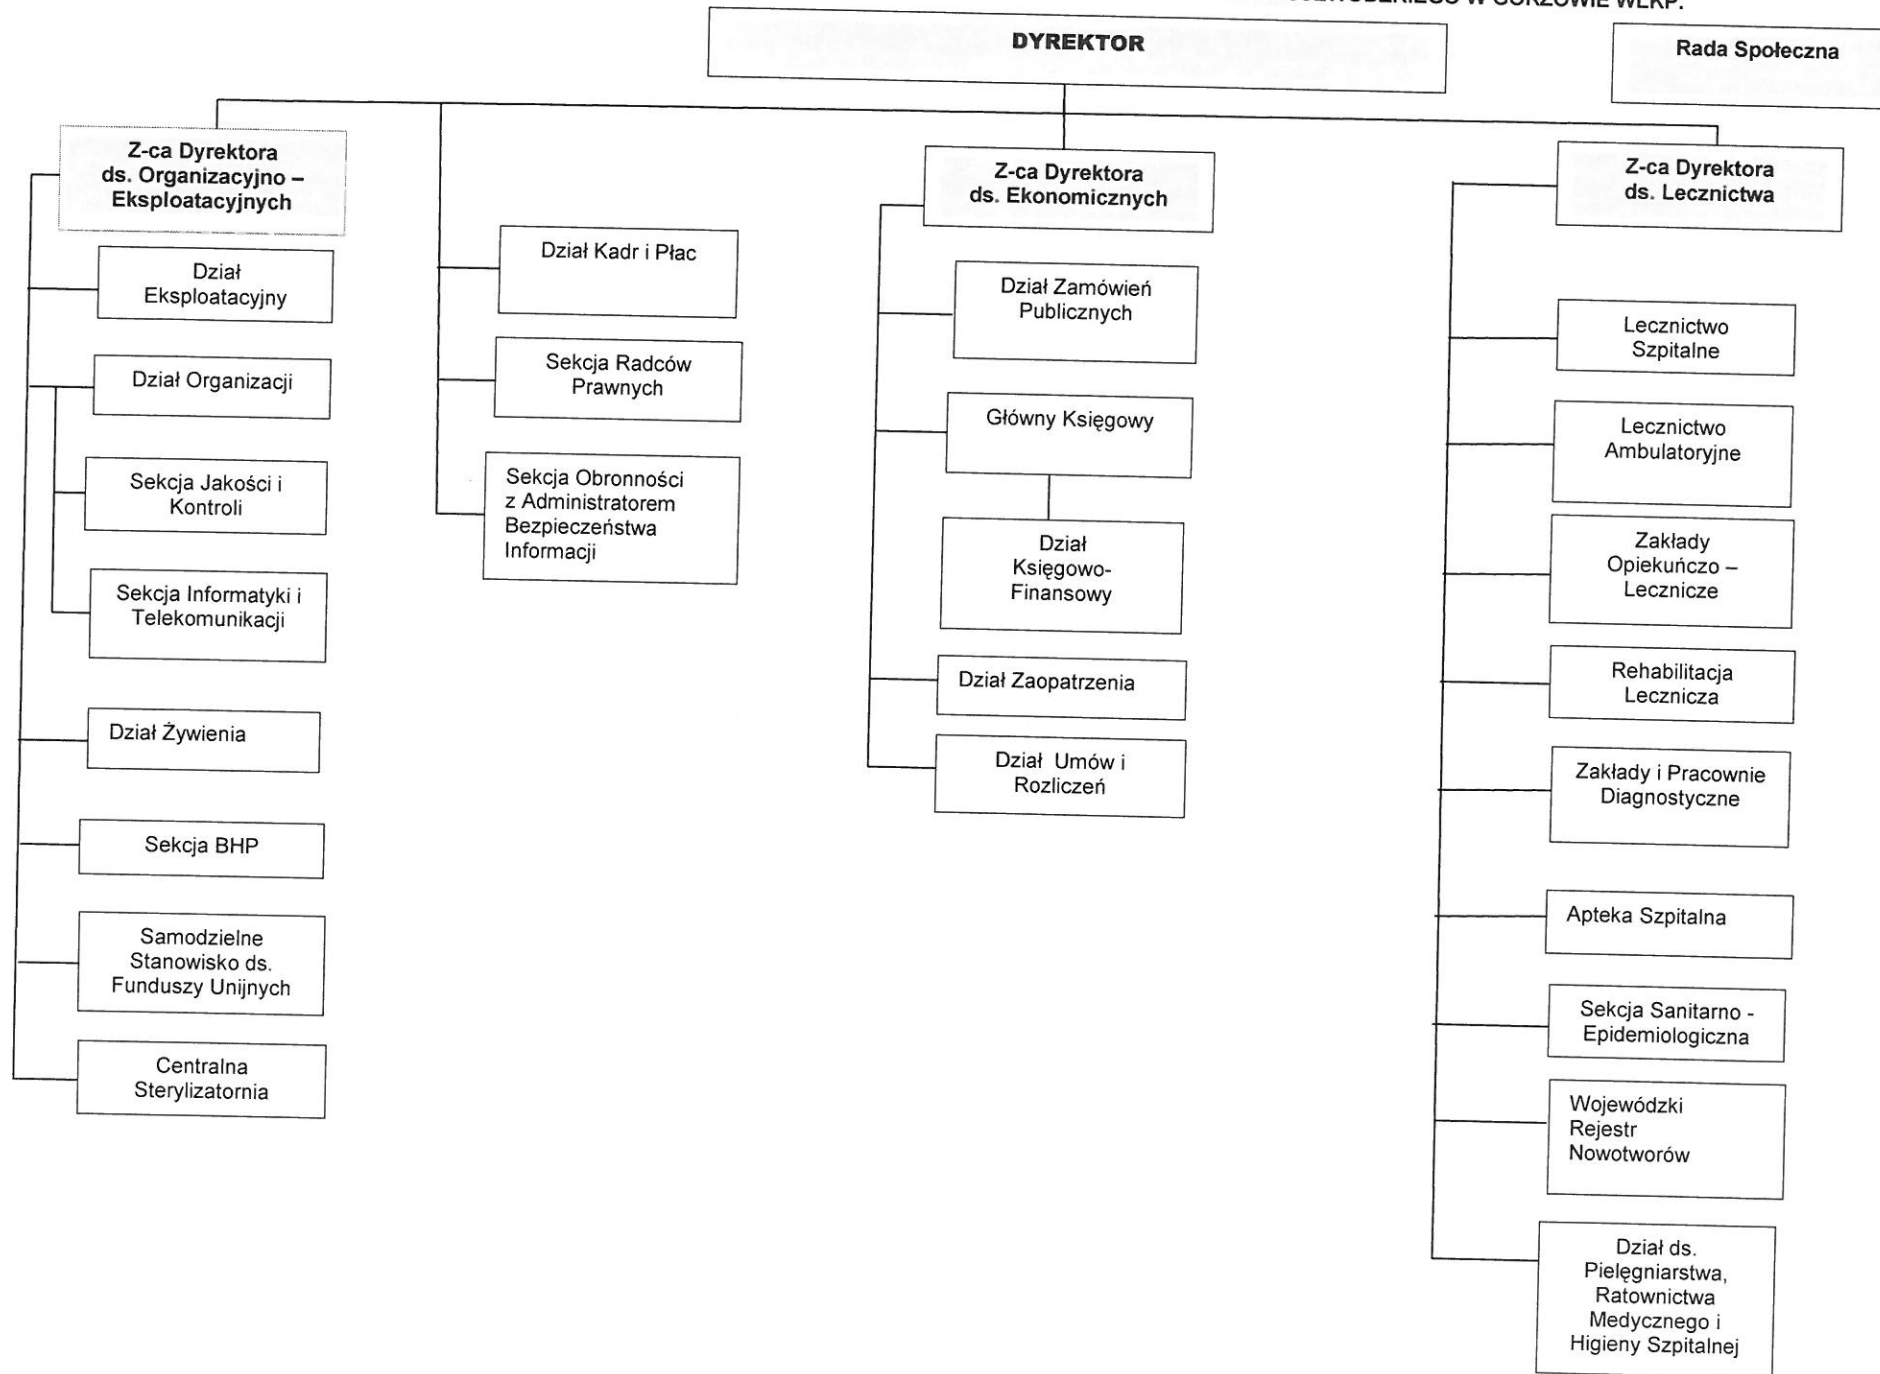 W GORZOWIE WLKP.
DYREKTOR
Rada Społeczna
Z-ca Dyrektora
ds. Organizacyjno –
Eksploatacyjnych
Dział
Eksploatacyjny
Dział Organizacji
Sekcja Jakości i
Kontroli
Sekcja Informatyki i
Telekomunikacji
Dział Żywienia
Sekcja BHP
Samodzielne
Stanowisko ds.
Funduszy Unijnych
Centralna
Sterylizatornia
Dział Kadr i Płac
Sekcja Radców
Prawnych
Sekcja Obronności
z Administratorem
Bezpieczeństwa
Informacji
Z-ca Dyrektora
ds. Ekonomicznych
Dział Zamówień
Publicznych
Główny Księgowy
Dział
Księgowo-
Finansowy
Dział Zaopatrzenia
Dział Umów i
Rozliczeń
Z-ca Dyrektora
ds. Lecznictwa
Lecznictwo
Szpitalne
Lecznictwo
Ambulatoryjne
Zakłady
Opiekuńczo –
Lecznicze
Rehabilitacja
Lecznicza
Zakłady i Pracownie
Diagnostyczne
Apteka Szpitalna
Sekcja Sanitarno -
Epidemiologiczna
Wojewódzki
Rejestr
Nowotworów
Dział ds.
Pielęgniarstwa,
Ratownictwa
Medycznego i
Higieny Szpitalnej